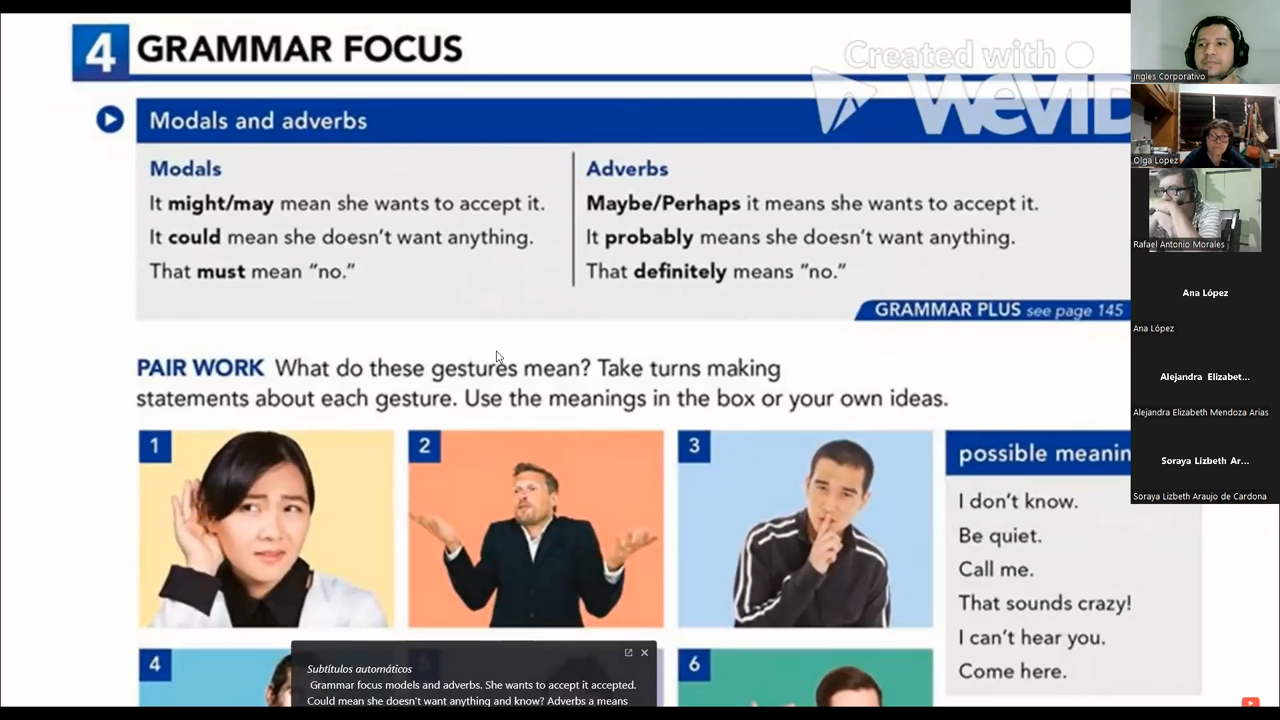 4 GRAMMAR FOCUS
Created with
WeVID
Modals and adverbs
Modals
It might/may mean she wants to accept it.
It could mean she doesn't want anything.
That must mean "no."
Adverbs
Maybe/Perhaps it means she wants to accept it.
It probably means she doesn't want anything.
That definitely means "no."
GRAMMAR PLUS see page 145
PAIR WORK What do these gestures mean? Take turns making
statements about each gesture. Use the meanings in the box or your own ideas.
1
2
3
possible meanin
I don't know.
Be quiet.
Call me.
That sounds crazy!
I can't hear you.
Come here.
4
5
6
Subtítulos automáticos
Grammar focus models and adverbs. She wants to accept it accepted.
Could mean she doesn't want anything and know? Adverbs a means
Ingles Corporativo
Olga Lopez
Rafael Antonio Morales
Ana López
Ana López
Alejandra Elizabet...
Alejandra Elizabeth Mendoza Arias
Soraya Lizbeth Ar...
Soraya Lizbeth Araujo de Cardona